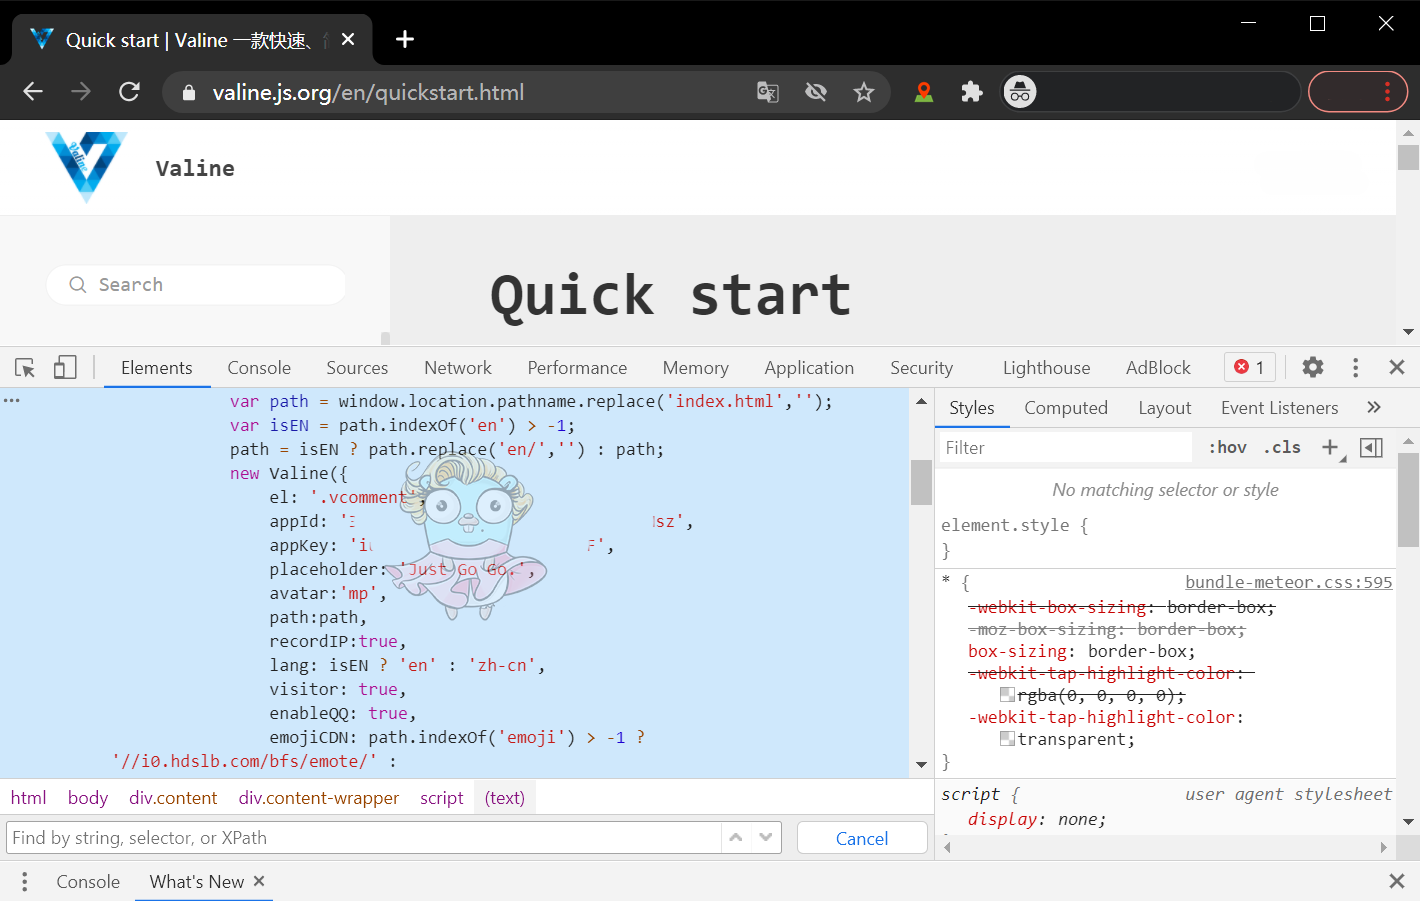 Quick start | Valine 一款快速、
valine.js.org/en/quickstart.html
Valine
Valine
Search
Quick start
Elements Console Sources Network Performance Memory Application Security Lighthouse AdBlock 1
var path = window.location.pathname.replace('index.html','');
var isEN = path.indexOf('en') > -1;
path = isEN ? path.replace('en/','') : path;
new Valine({
el: '.vcomment',
appId: ' sz',
appKey: 'i ',
placeholder: 'Just Go Go.',
avatar:'mp',
path:path,
recordIP:true,
lang: isEN ? 'en' : 'zh-cn',
visitor: true,
enableQQ: true,
emojiCDN: path.indexOf('emoji') > -1 ?
'//i0.hdslb.com/bfs/emote/' :
html body div.content div.content-wrapper script (text)
Find by string, selector, or XPath
Cancel
Styles Computed Layout Event Listeners
Filter
:hov .cls
No matching selector or style
element.style {
}
* { bundle-meteor.css:595
-webkit-box-sizing: border-box;
-moz-box-sizing: border-box;
box-sizing: border-box;
-webkit-tap-highlight-color:
rgba(0, 0, 0, 0);
-webkit-tap-highlight-color:
transparent;
}
script { user agent stylesheet
display: none;
Console What's New